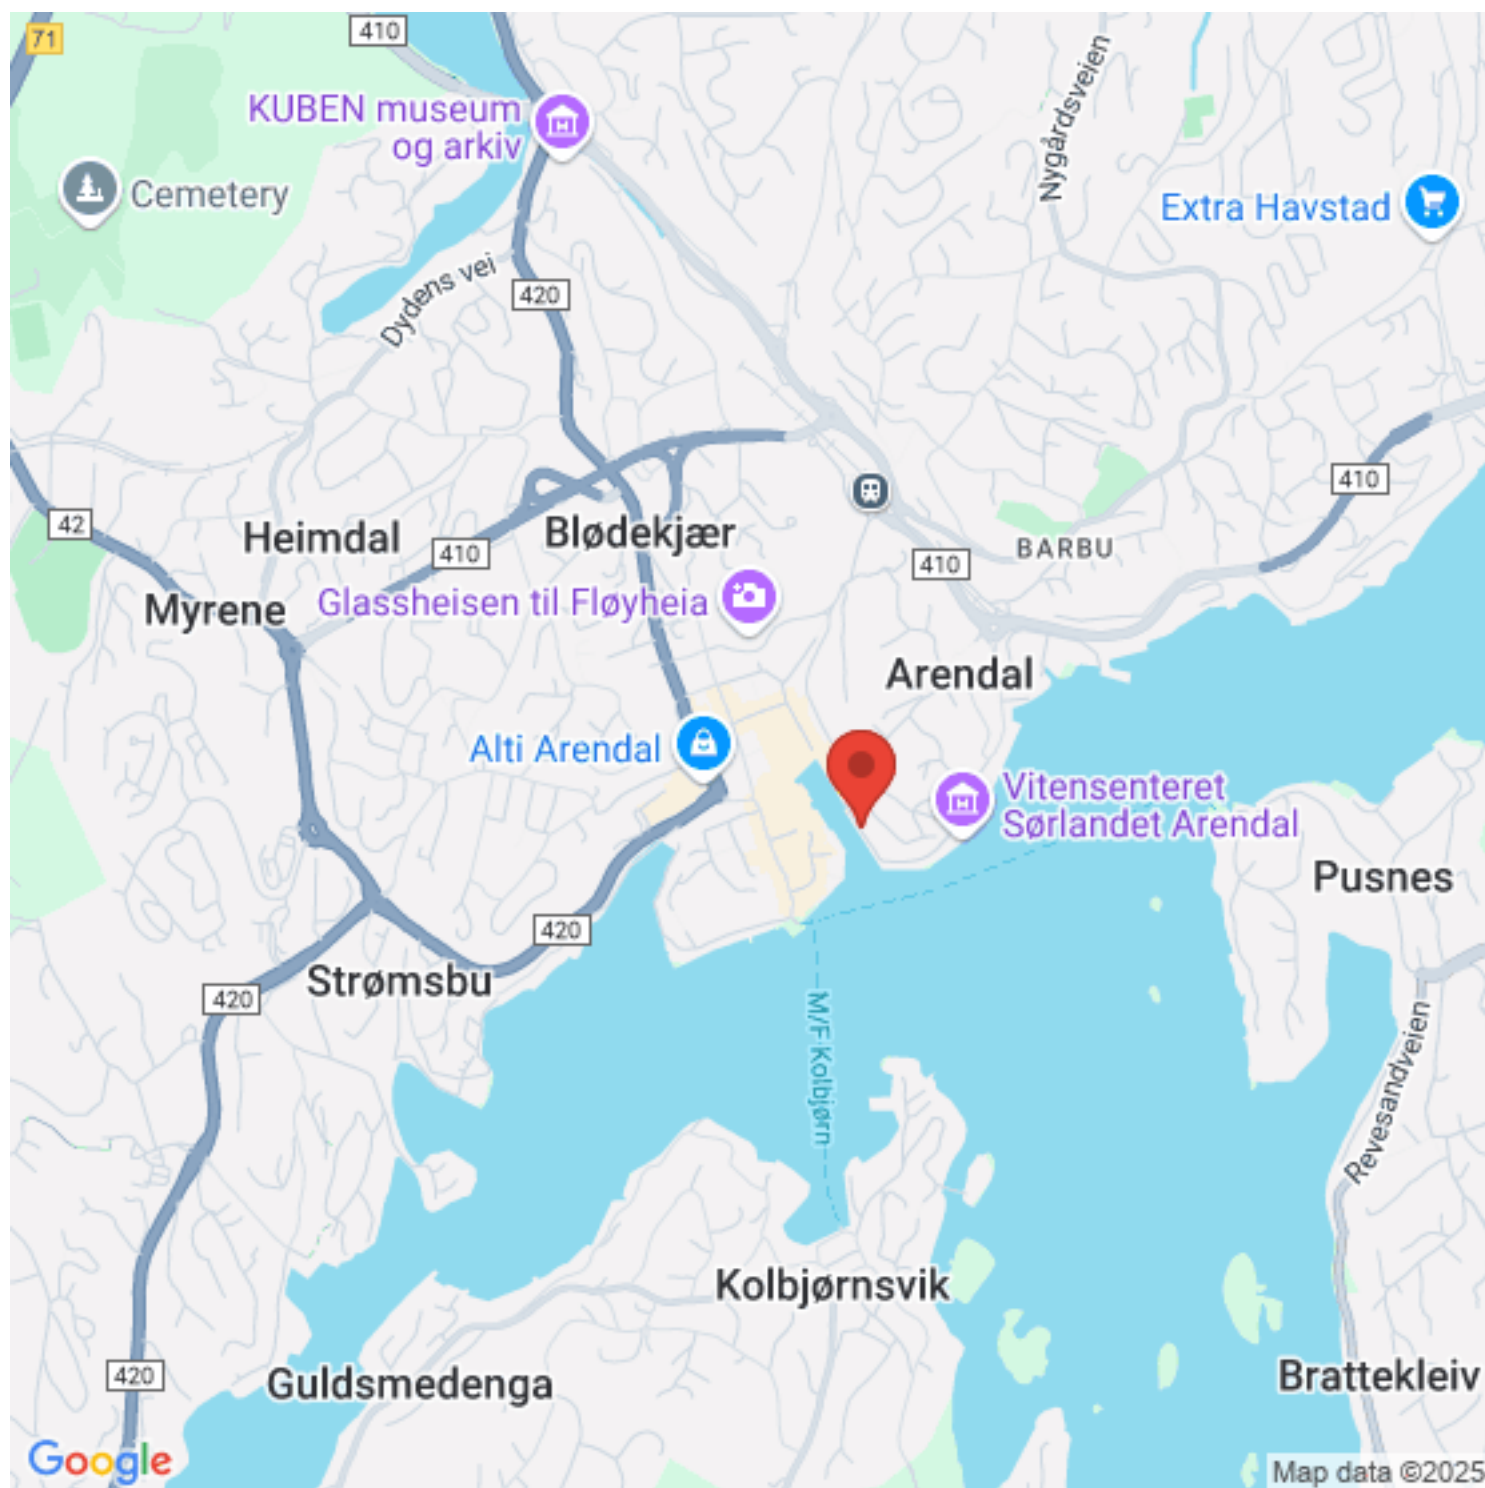 71
410
KUBEN museum
og arkiv
Nygårdsveien
Cemetery
Extra Havstad
Dydens vei
420
410
42
Heimdal
Blødekjær
410
BARBU
410
Myrene
Glassheisen til Fløyheia
Arendal
Alti Arendal
Vitensenteret
Sørlandet Arendal
Pusnes
420
Strømsbu
420
M/F Kolbjørn
Revesandveien
Kolbjørnsvik
420
Guldsmedenga
Brattekleiv
Google
Map data ©2025